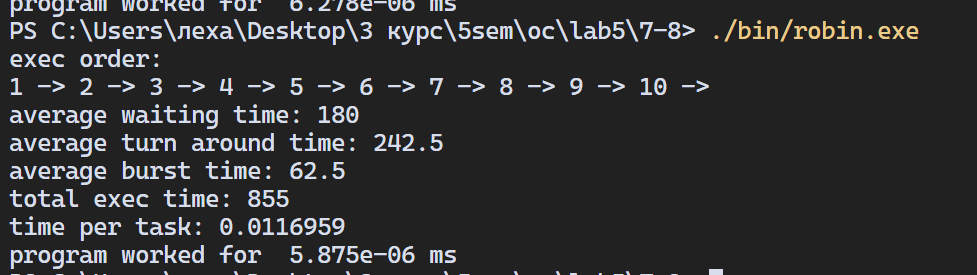 program worked for  6.278e-06 ms
PS C:\Users\леха\Desktop\3 курс\5sem\ос\lab5\7-8> ./bin/robin.exe
exec order:
1 -> 2 -> 3 -> 4 -> 5 -> 6 -> 7 -> 8 -> 9 -> 10 ->
average waiting time: 180
average turn around time: 242.5
average burst time: 62.5
total exec time: 855
time per task: 0.0116959
program worked for  5.875e-06 ms